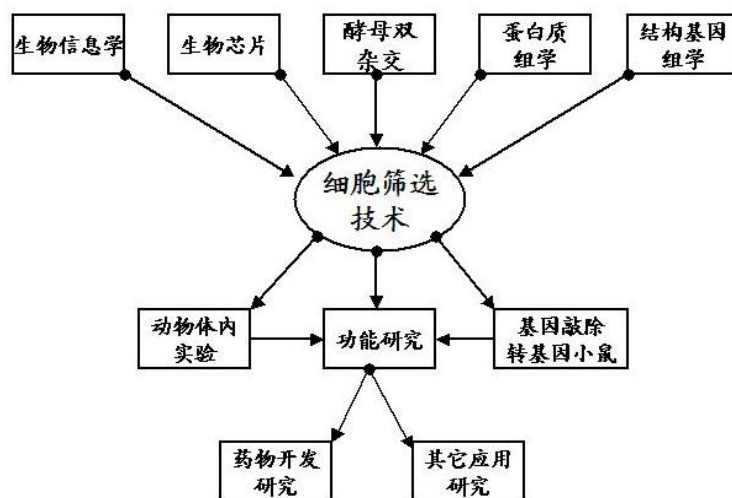 生物信息学
生物芯片
酵母双
杂交
蛋白质
组学
结构基因
组学
细胞筛选
技术
动物体内
实验
功能研究
基因敲除
转基因小鼠
药物开发
研究
其它应用
研究